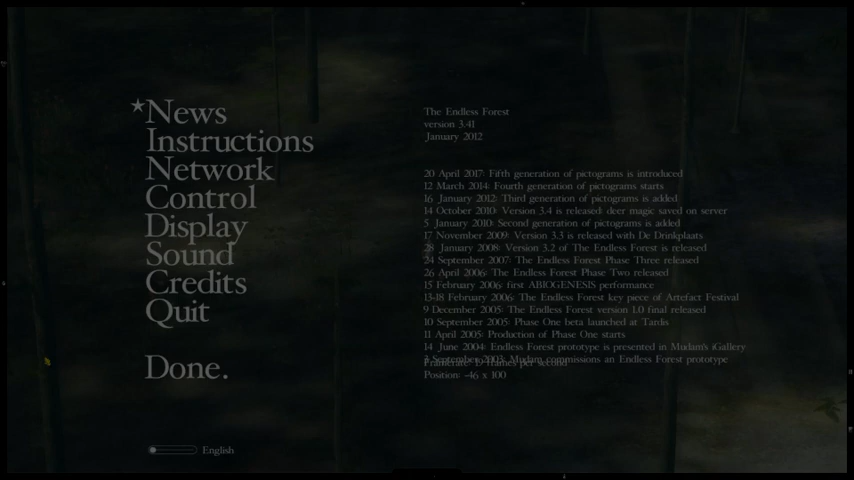 ★News
Instructions
Network
Control
Display
Sound
Credits
Quit
Done.
English
The Endless Forest
version 3.41
January 2012
20 April 2017: Fifth generation of pictograms is introduced
12 March 2014: Fourth generation of pictograms starts
16 January 2012: Third generation of pictograms is added
14 October 2010: Version 3.4 is released: deer magic saved on server
5 January 2010: Second generation of pictograms is added
17 November 2009: Version 3.3 is released with De Drinkplaats
28 January 2008: Version 3.2 of The Endless Forest is released
24 September 2007: The Endless Forest Phase Three released
26 April 2006: The Endless Forest Phase Two released
15 February 2006: first ABIOGENESIS performance
13-18 February 2006: The Endless Forest key piece of Artefact Festival
9 December 2005: The Endless Forest version 1.0 final released
10 September 2005: Phase One beta launched at Tardis
11 April 2005: Production of Phase One starts
14 June 2004: Endless Forest prototype is presented in Mudam's iGallery
3 September 2003: Mudam commissions an Endless Forest prototype
Framerate: 19 frames per second
Position: -46 x 100